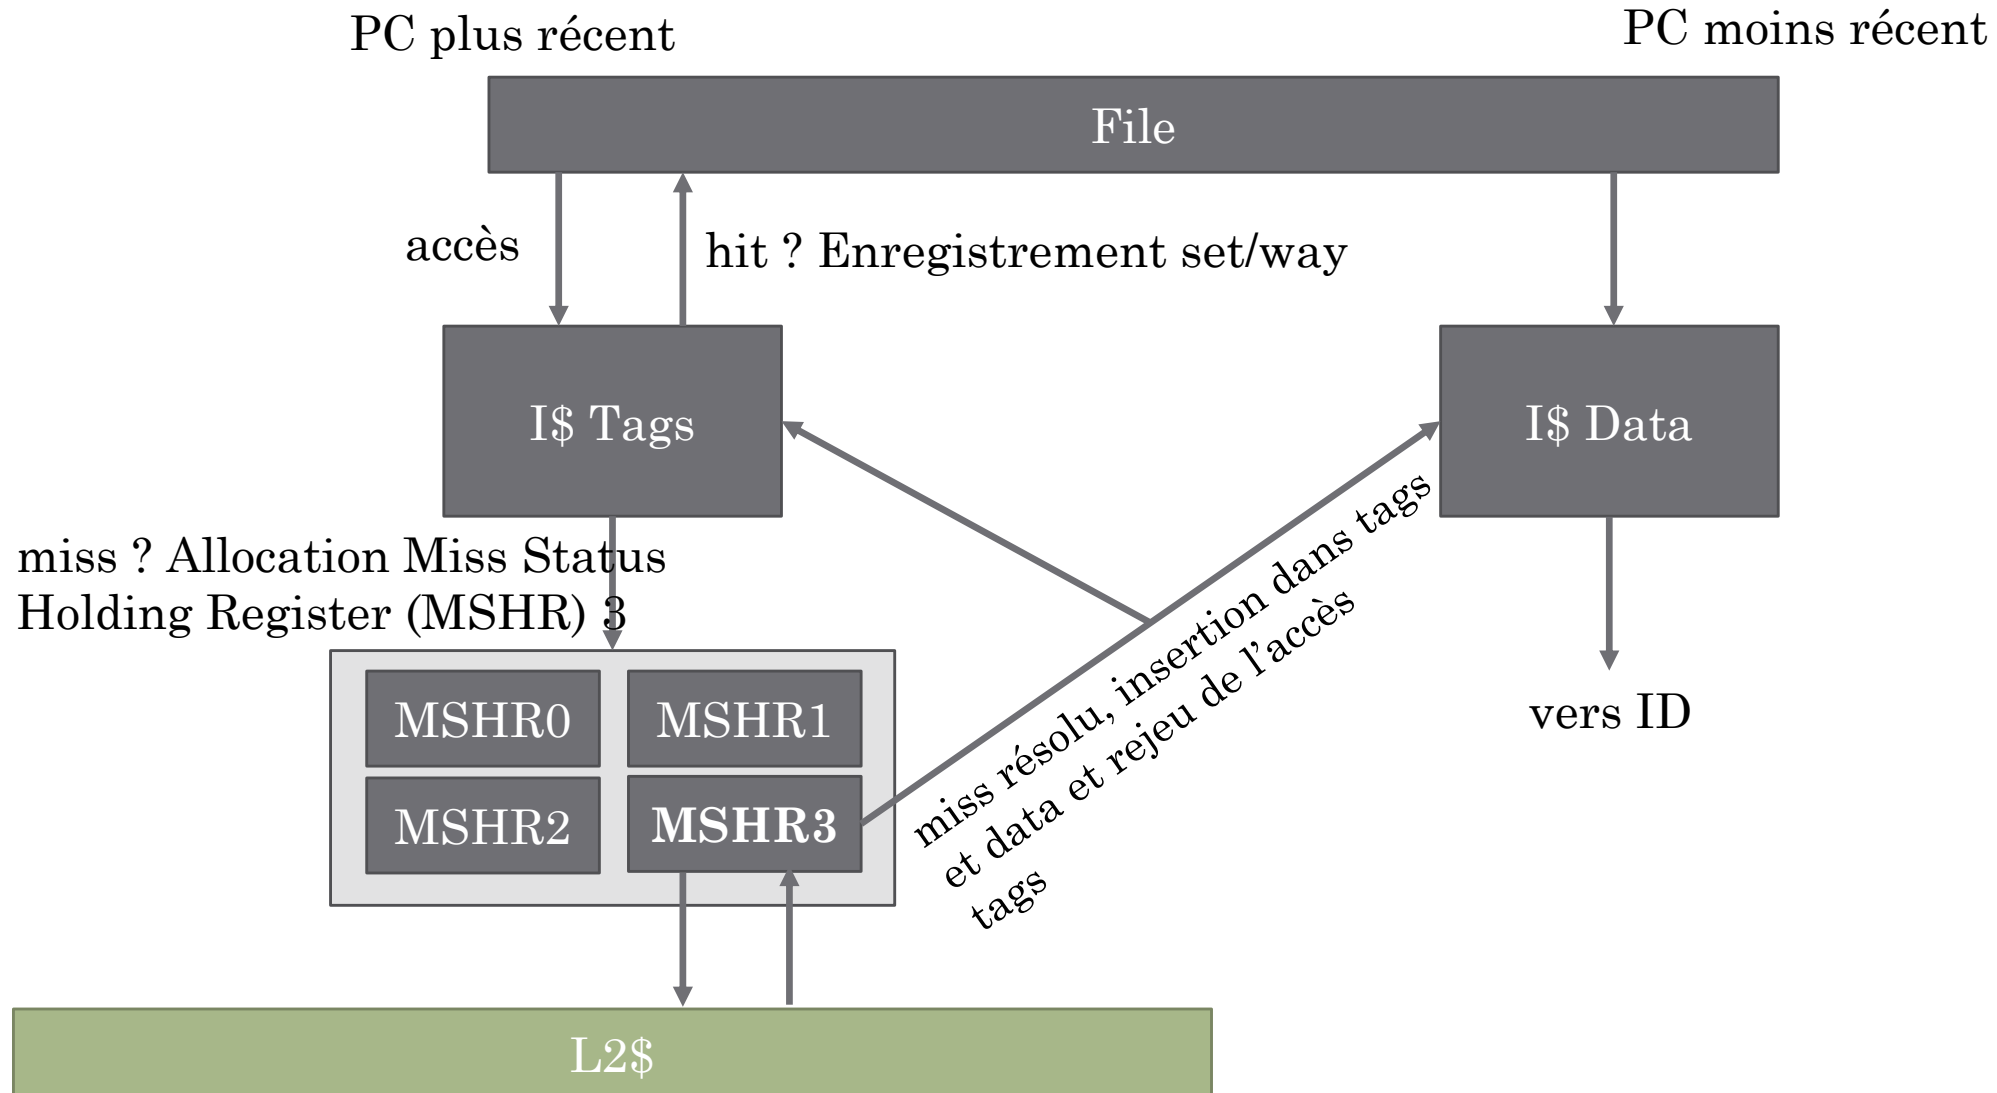 PC plus récent
PC moins récent
File
accès
hit ? Enregistrement set/way
I$ Tags
I$ Data
miss ? Allocation Miss Status
Holding Register (MSHR) 3
miss résolu, insertion dans tags
et data et rejeu de l’accès
tags
vers ID
MSHR0
MSHR1
MSHR2
MSHR3
L2$